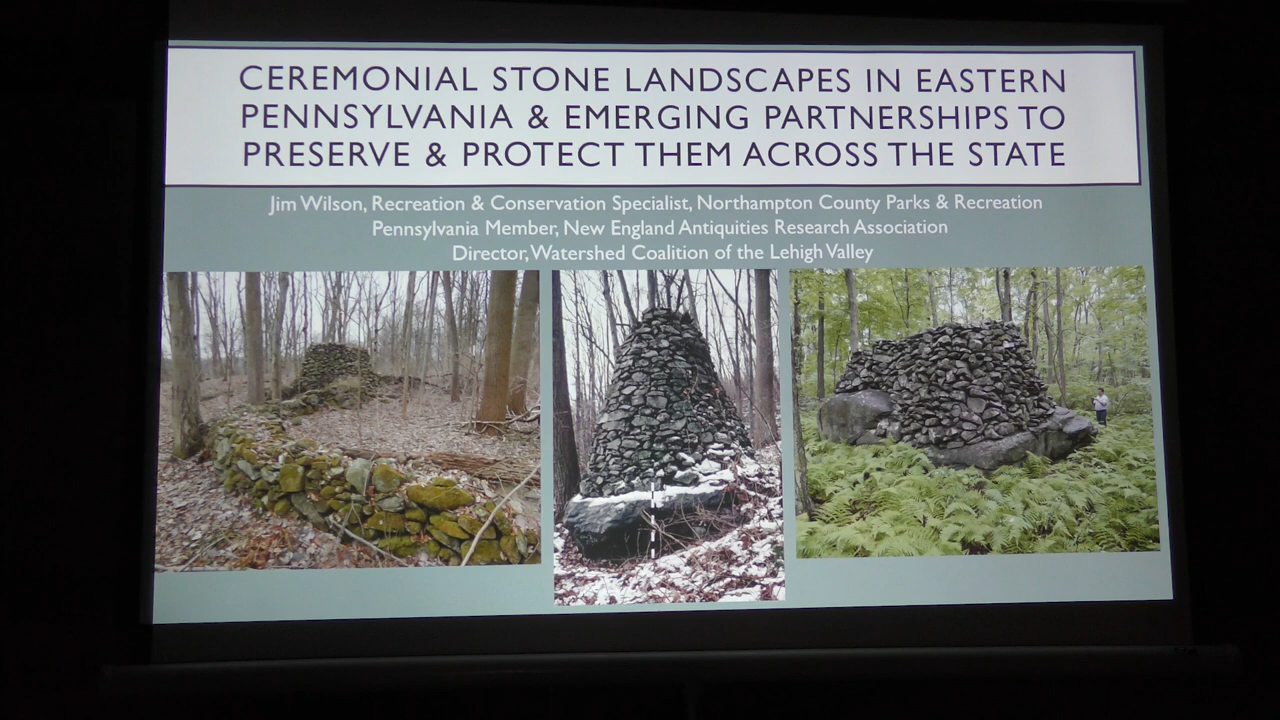 CEREMONIAL STONE LANDSCAPES IN EASTERN
PENNSYLVANIA & EMERGING PARTNERSHIPS TO
PRESERVE & PROTECT THEM ACROSS THE STATE
Jim Wilson, Recreation & Conservation Specialist, Northampton County Parks & Recreation
Pennsylvania Member, New England Antiquities Research Association
Director, Watershed Coalition of the Lehigh Valley